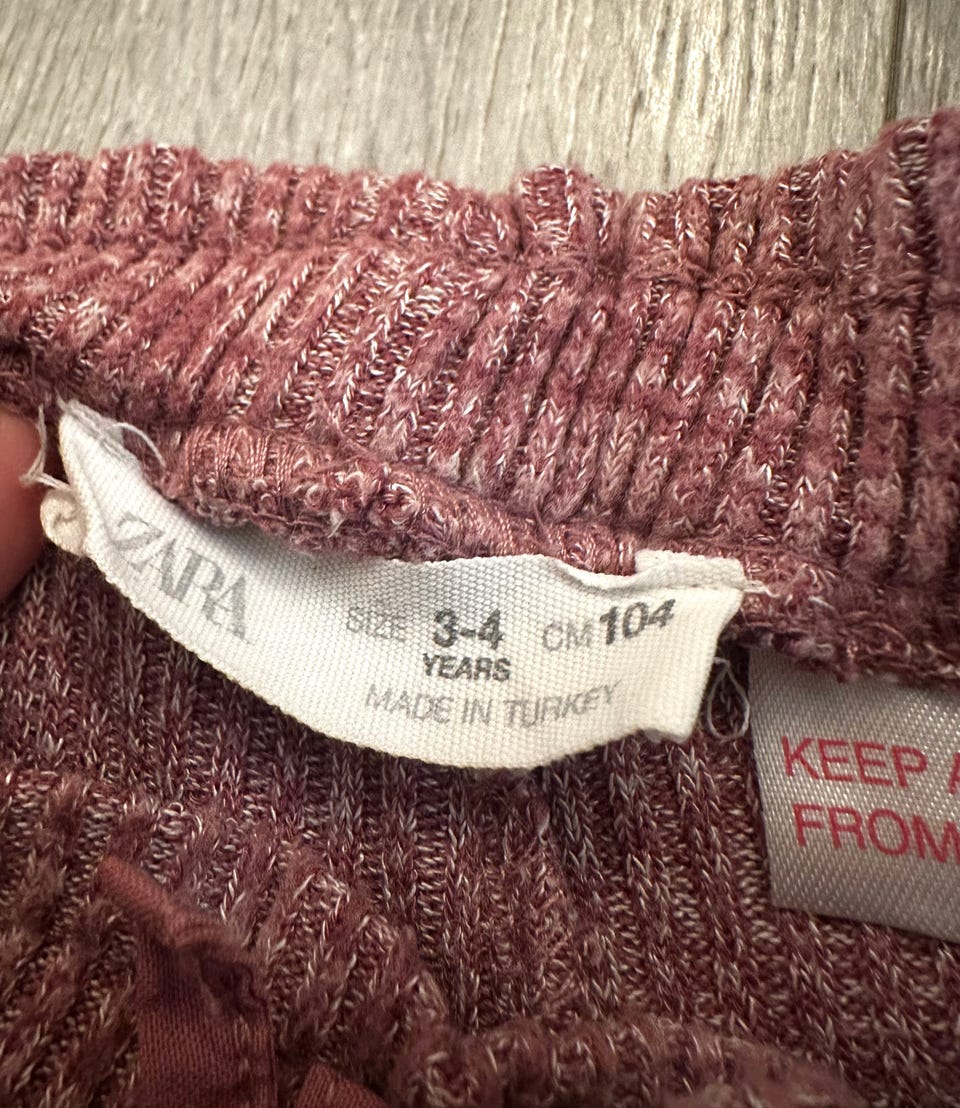 ZARA
SIZE 3-4 CM 104
YEARS
MADE IN TURKEY
KEEP
FROM